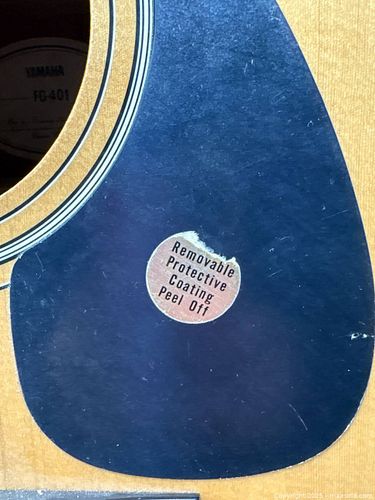 YAMAHA
FG-401
Removable
Protective
Coating
Peel Off